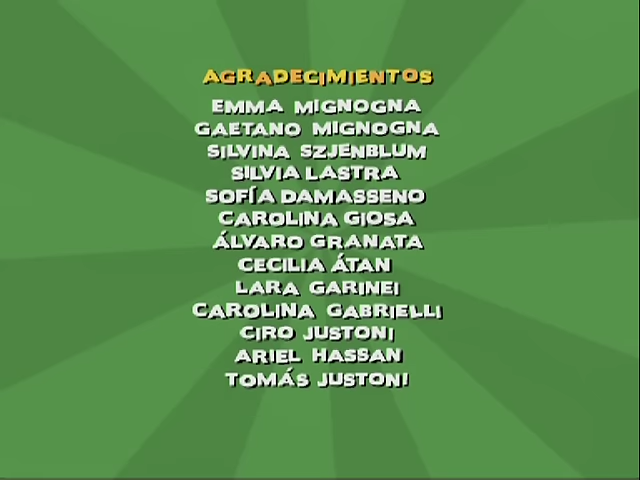 AGRADECIMIENTOS
EMMA MIGNOGNA
GAETANO MIGNOGNA
SILVINA SZJENBLUM
SILVIA LASTRA
SOFÍA DAMASSENO
CAROLINA GIOSA
ÁLVARO GRANATA
CECILIA ÁTAN
LARA GARINEI
CAROLINA GABRIELLI
CIRO JUSTONI
ARIEL HASSAN
TOMÁS JUSTONI